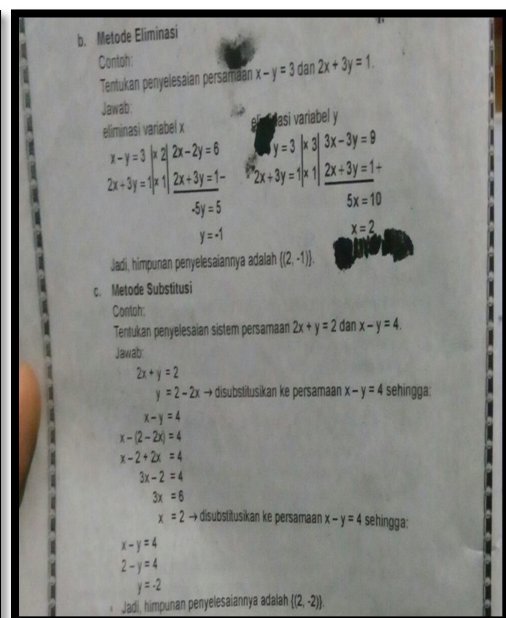 b. Metode Eliminasi
Contoh:
Tentukan penyelesaian persamaan x – y = 3 dan 2x + 3y = 1.
Jawab:
eliminasi variabel x
x – y = 3 |x 2| 2x – 2y = 6
2x + 3y = 1 |x 1| 2x + 3y = 1 –
-5y = 5
y = -1
variabel y
y = 3 |x 3| 3x – 3y = 9
2x + 3y = 1 |x 1| 2x + 3y = 1 +
5x = 10
x = 2
Jadi, himpunan penyelesaiannya adalah {(2, -1)}.
c. Metode Substitusi
Contoh:
Tentukan penyelesaian sistem persamaan 2x + y = 2 dan x – y = 4.
Jawab:
2x + y = 2
y = 2 – 2x → disubstitusikan ke persamaan x – y = 4 sehingga:
x – y = 4
x – (2 – 2x) = 4
x – 2 + 2x = 4
3x – 2 = 4
3x = 6
x = 2 → disubstitusikan ke persamaan x – y = 4 sehingga:
x – y = 4
2 – y = 4
y = -2
Jadi, himpunan penyelesaiannya adalah {(2, -2)}.